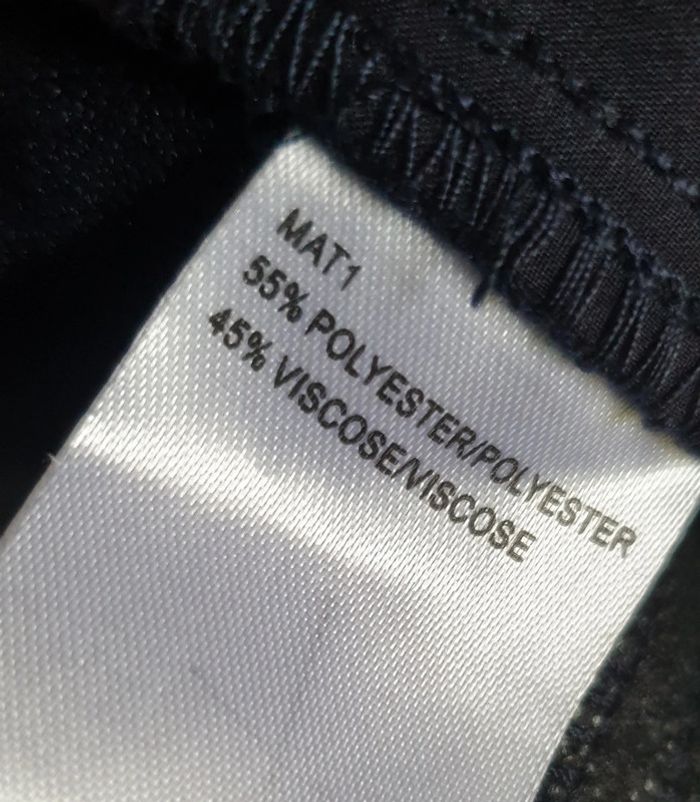 MAT1
55% POLYESTER/POLYESTER
45% VISCOSE/VISCOSE